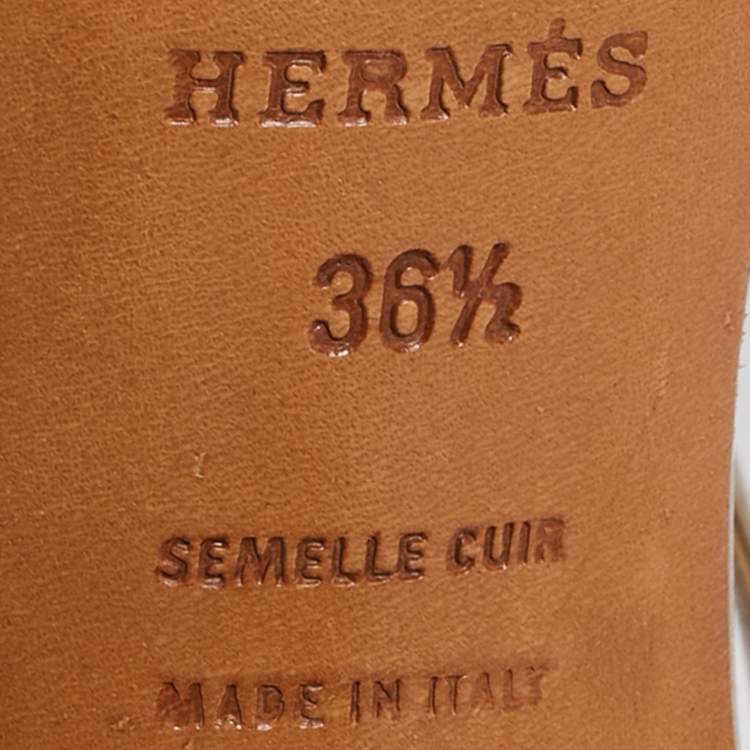 HERMÈS
36½
SEMELLE CUIR
MADE IN ITALY